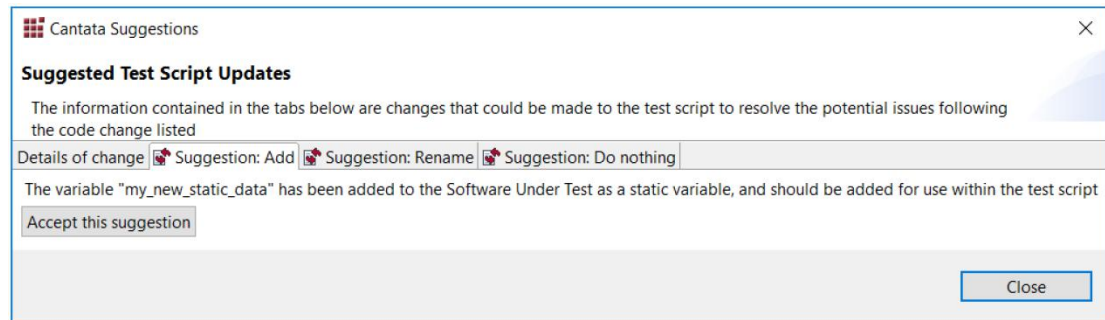 Cantata Suggestions
Suggested Test Script Updates
The information contained in the tabs below are changes that could be made to the test script to resolve the potential issues following
the code change listed
Details of change Suggestion: Add Suggestion: Rename Suggestion: Do nothing
The variable "my_new_static_data" has been added to the Software Under Test as a static variable, and should be added for use within the test script
Accept this suggestion
Close